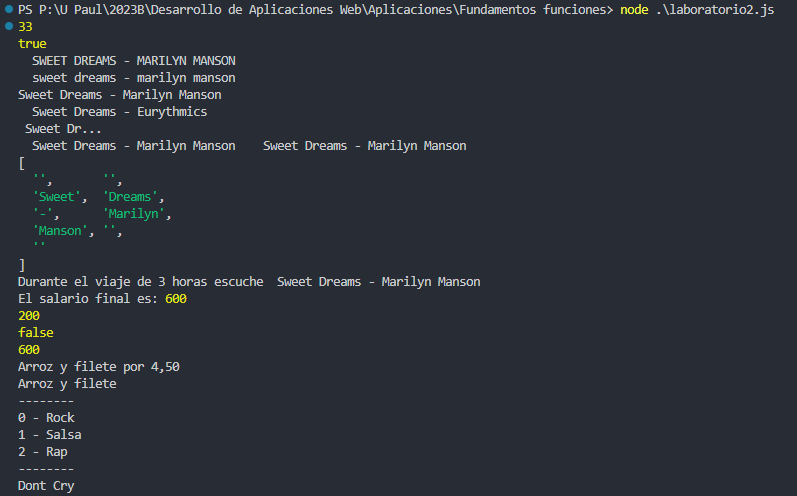 PS P:\U Paul\2023B\Desarrollo de Aplicaciones Web\Aplicaciones\Fundamentos funciones> node .\laboratorio2.js
33
true
  SWEET DREAMS - MARILYN MANSON
  sweet dreams - marilyn manson
Sweet Dreams - Marilyn Manson
  Sweet Dreams - Eurythmics
 Sweet Dr...
  Sweet Dreams - Marilyn Manson    Sweet Dreams - Marilyn Manson
[
  '',       '',
  'Sweet',  'Dreams',
  '-',      'Marilyn',
  'Manson', '',
  ''
]
Durante el viaje de 3 horas escuche  Sweet Dreams - Marilyn Manson
El salario final es: 600
200
false
600
Arroz y filete por 4,50
Arroz y filete
--------
0 - Rock
1 - Salsa
2 - Rap
--------
Dont Cry